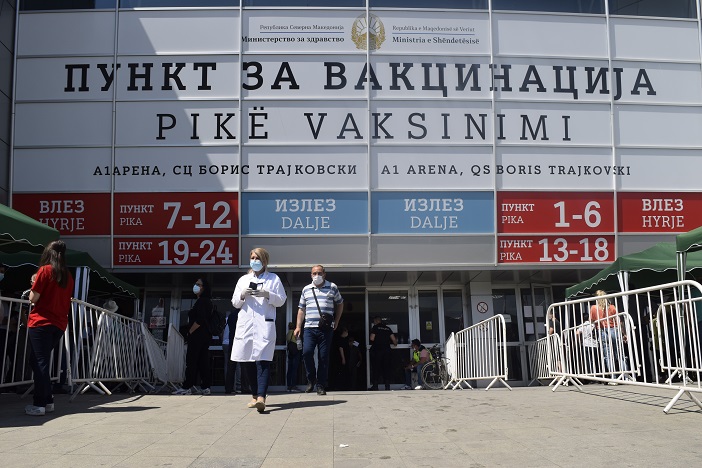 Република Северна Македонија
Министерство за здравство
Republika e Maqedonisë së Veriut
Ministria e Shëndetësisë
ПУНКТ ЗА ВАКЦИНАЦИЈА
PIKË VAKSINIMI
А1 АРЕНА, СЦ БОРИС ТРАЈКОВСКИ
A1 ARENA, QS BORIS TRAJKOVSKI
ВЛЕЗ
HYRJE
ПУНКТ
PIKA
7-12
ПУНКТ
PIKA
19-24
ИЗЛЕЗ
DALJE
ИЗЛЕЗ
DALJE
ПУНКТ
PIKA
1-6
ПУНКТ
PIKA
13-18
ВЛЕЗ
HYRJE